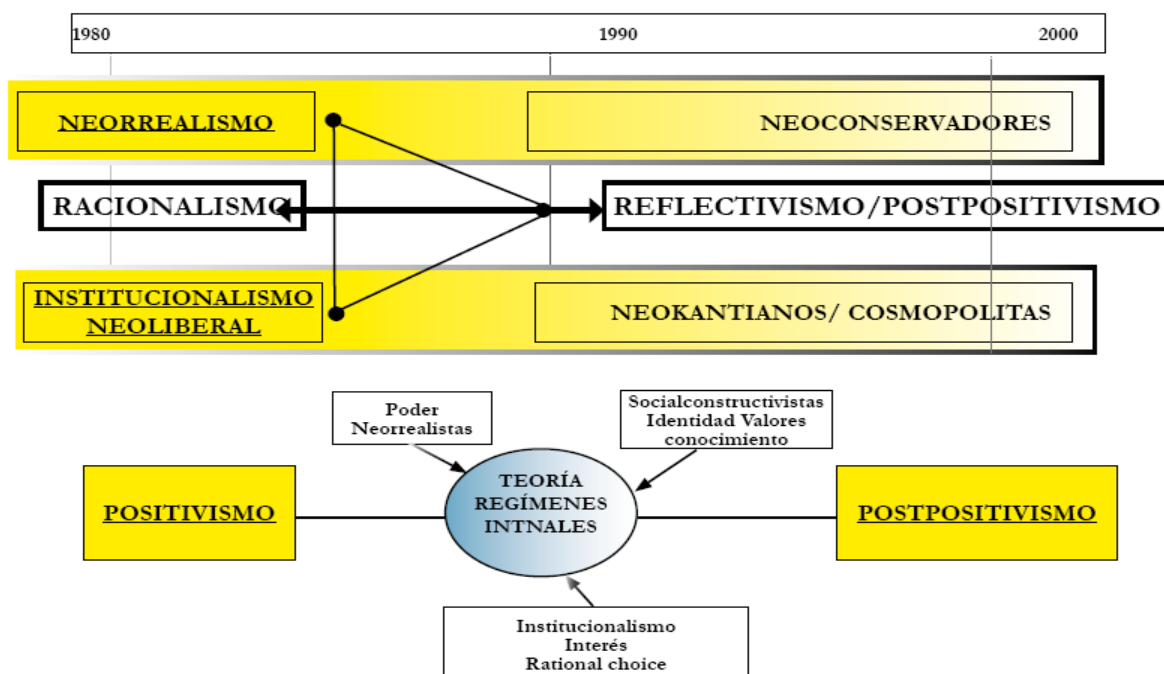 1980 1990 2000
NEORREALISMO
NEOCONSERVADORES
RACIONALISMO
REFLECTIVISMO/POSTPOSITIVISMO
INSTITUCIONALISMO
NEOLIBERAL
NEOKANTIANOS/ COSMOPOLITAS
Poder
Neorrealistas
Socialconstructivistas
Identidad Valores
conocimiento
POSITIVISMO
TEORÍA
REGÍMENES
INTNALES
POSTPOSITIVISMO
Institucionalismo
Interés
Rational choice